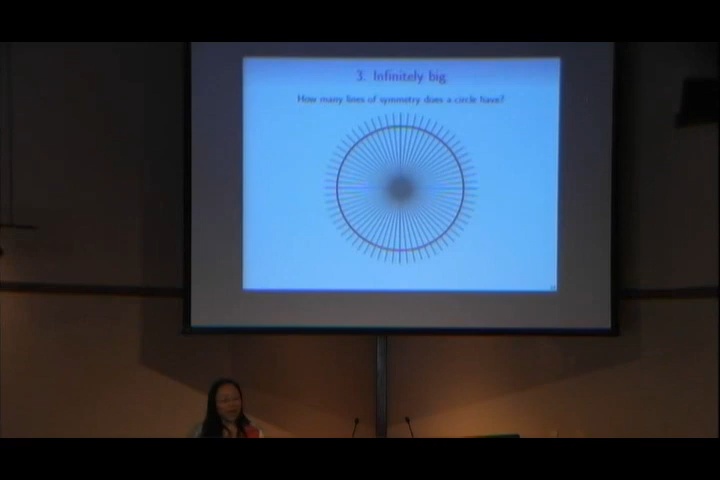 3. Infinitely big
How many lines of symmetry does a circle have?